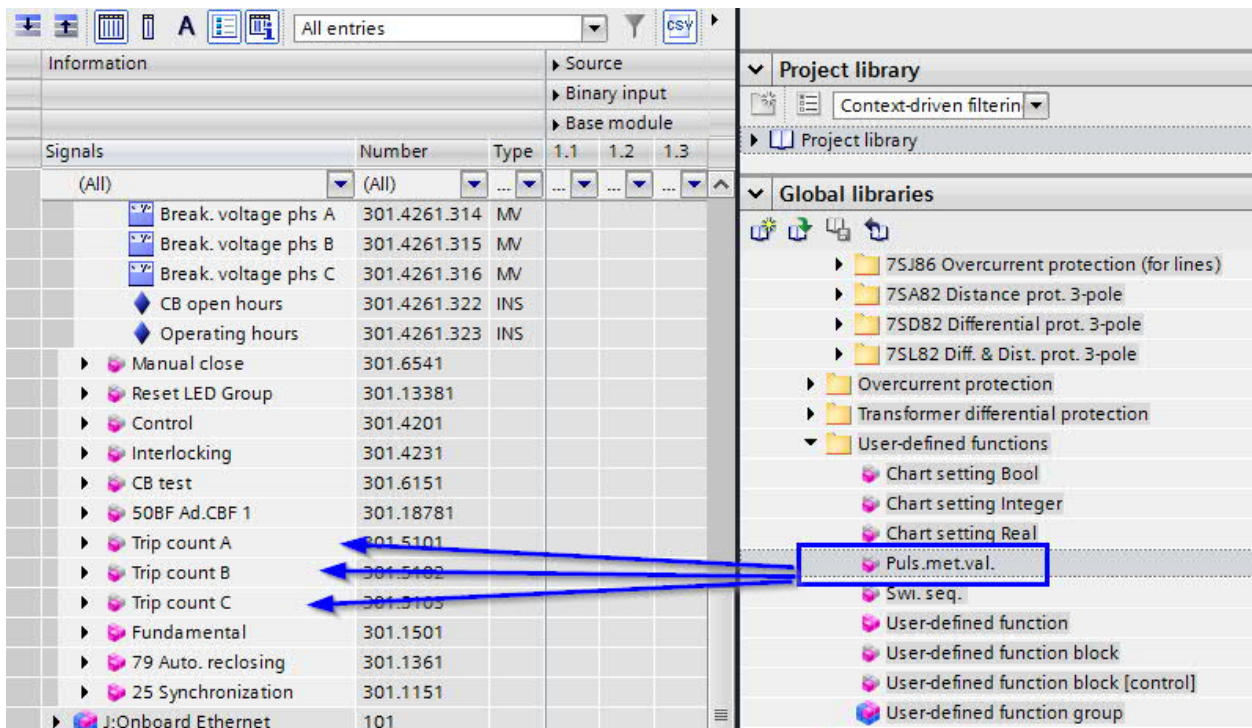 A All entries csv
Information Source
Binary input
Base module
Signals Number Type 1.1 1.2 1.3
(All) (All) ... ... ... ...
Break. voltage phs A 301.4261.314 MV
Break. voltage phs B 301.4261.315 MV
Break. voltage phs C 301.4261.316 MV
CB open hours 301.4261.322 INS
Operating hours 301.4261.323 INS
Manual close 301.6541
Reset LED Group 301.13381
Control 301.4201
Interlocking 301.4231
CB test 301.6151
50BF Ad.CBF 1 301.18781
Trip count A 301.5101
Trip count B 301.5102
Trip count C 301.5103
Fundamental 301.1501
79 Auto. reclosing 301.1361
25 Synchronization 301.1151
J:Onboard Ethernet 101
Project library
Context-driven filterin
Project library
Global libraries
7SJ86 Overcurrent protection (for lines)
7SA82 Distance prot. 3-pole
7SD82 Differential prot. 3-pole
7SL82 Diff. & Dist. prot. 3-pole
Overcurrent protection
Transformer differential protection
User-defined functions
Chart setting Bool
Chart setting Integer
Chart setting Real
Puls.met.val.
Swi. seq.
User-defined function
User-defined function block
User-defined function block [control]
User-defined function group